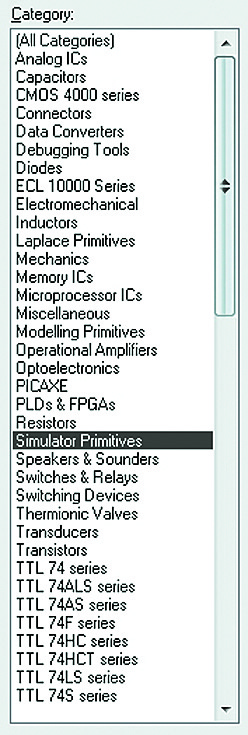 Category:
(All Categories)
Analog ICs
Capacitors
CMOS 4000 series
Connectors
Data Converters
Debugging Tools
Diodes
ECL 10000 Series
Electromechanical
Inductors
Laplace Primitives
Mechanics
Memory ICs
Microprocessor ICs
Miscellaneous
Modelling Primitives
Operational Amplifiers
Optoelectronics
PICAXE
PLDs & FPGAs
Resistors
Simulator Primitives
Speakers & Sounders
Switches & Relays
Switching Devices
Thermionic Valves
Transducers
Transistors
TTL 74 series
TTL 74ALS series
TTL 74AS series
TTL 74F series
TTL 74HC series
TTL 74HCT series
TTL 74LS series
TTL 74S series